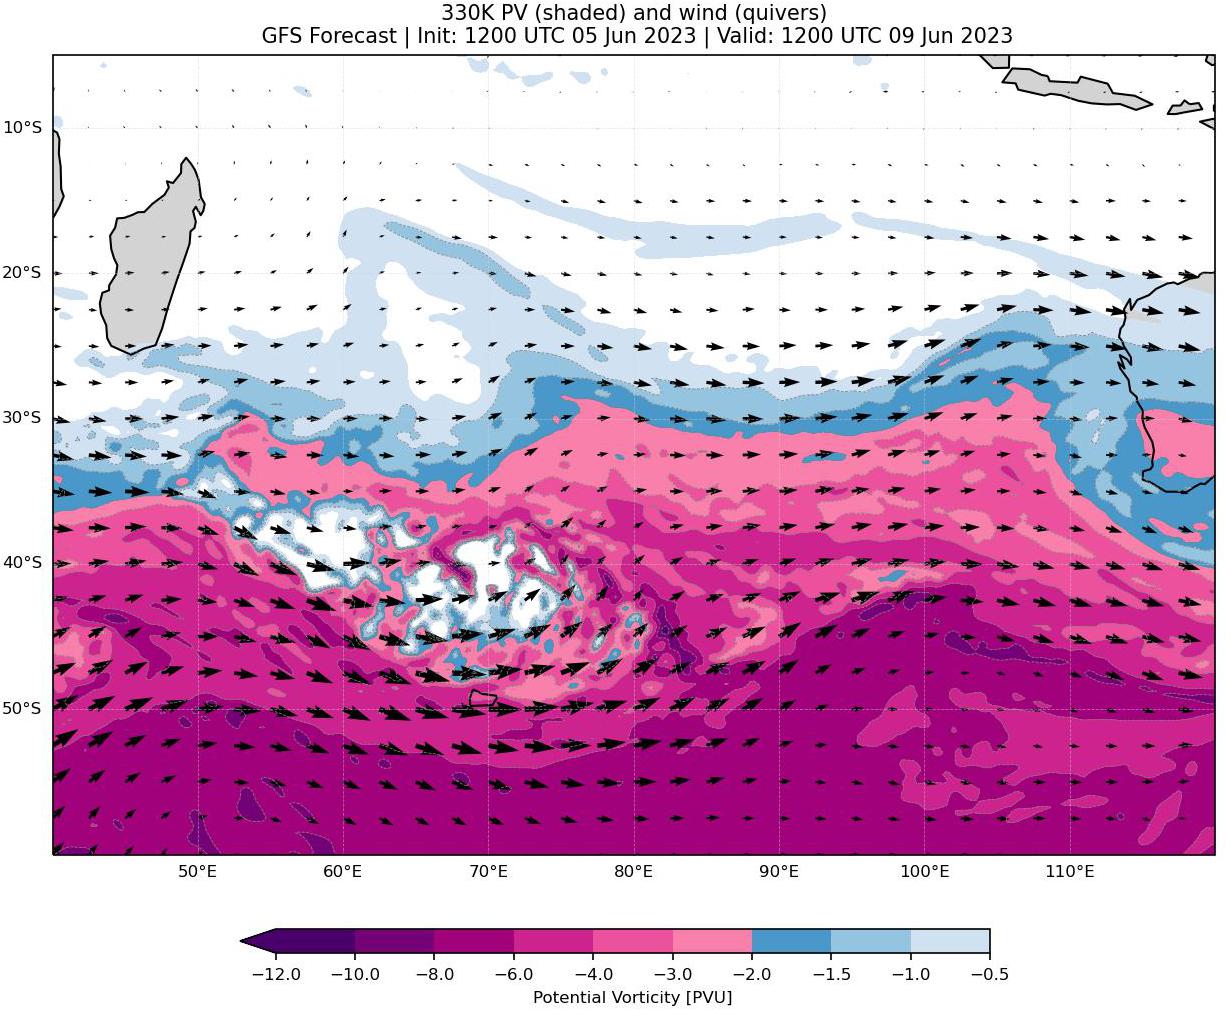 330K PV (shaded) and wind (quivers)
GFS Forecast | Init: 1200 UTC 05 Jun 2023 | Valid: 1200 UTC 09 Jun 2023
10°S
20°S
30°S
40°S
50°S
50°E 60°E 70°E 80°E 90°E 100°E 110°E
−12.0 −10.0 −8.0 −6.0 −4.0 −3.0 −2.0 −1.5 −1.0 −0.5
Potential Vorticity [PVU]